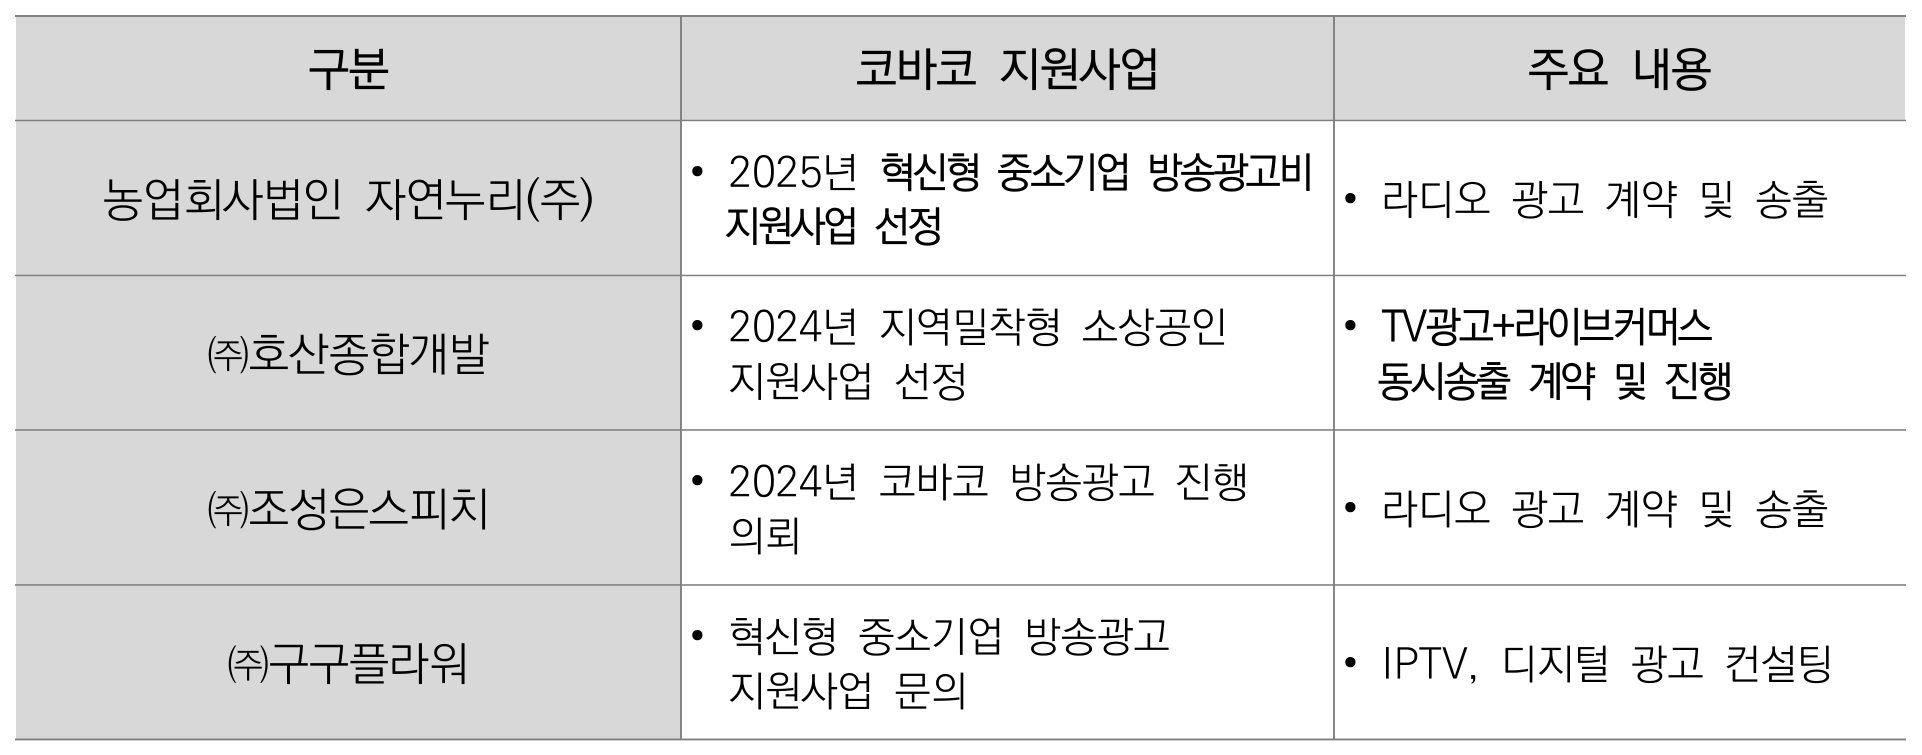 구분
코바코 지원사업
주요 내용
농업회사법인 자연누리(주)
• 2025년 혁신형 중소기업 방송광고비
지원사업 선정
• 라디오 광고 계약 및 송출
㈜호산종합개발
• 2024년 지역밀착형 소상공인
지원사업 선정
• TV광고+라이브커머스
동시송출 계약 및 진행
㈜조성은스피치
• 2024년 코바코 방송광고 진행
의뢰
• 라디오 광고 계약 및 송출
㈜구구플라워
• 혁신형 중소기업 방송광고
지원사업 문의
• IPTV, 디지털 광고 컨설팅